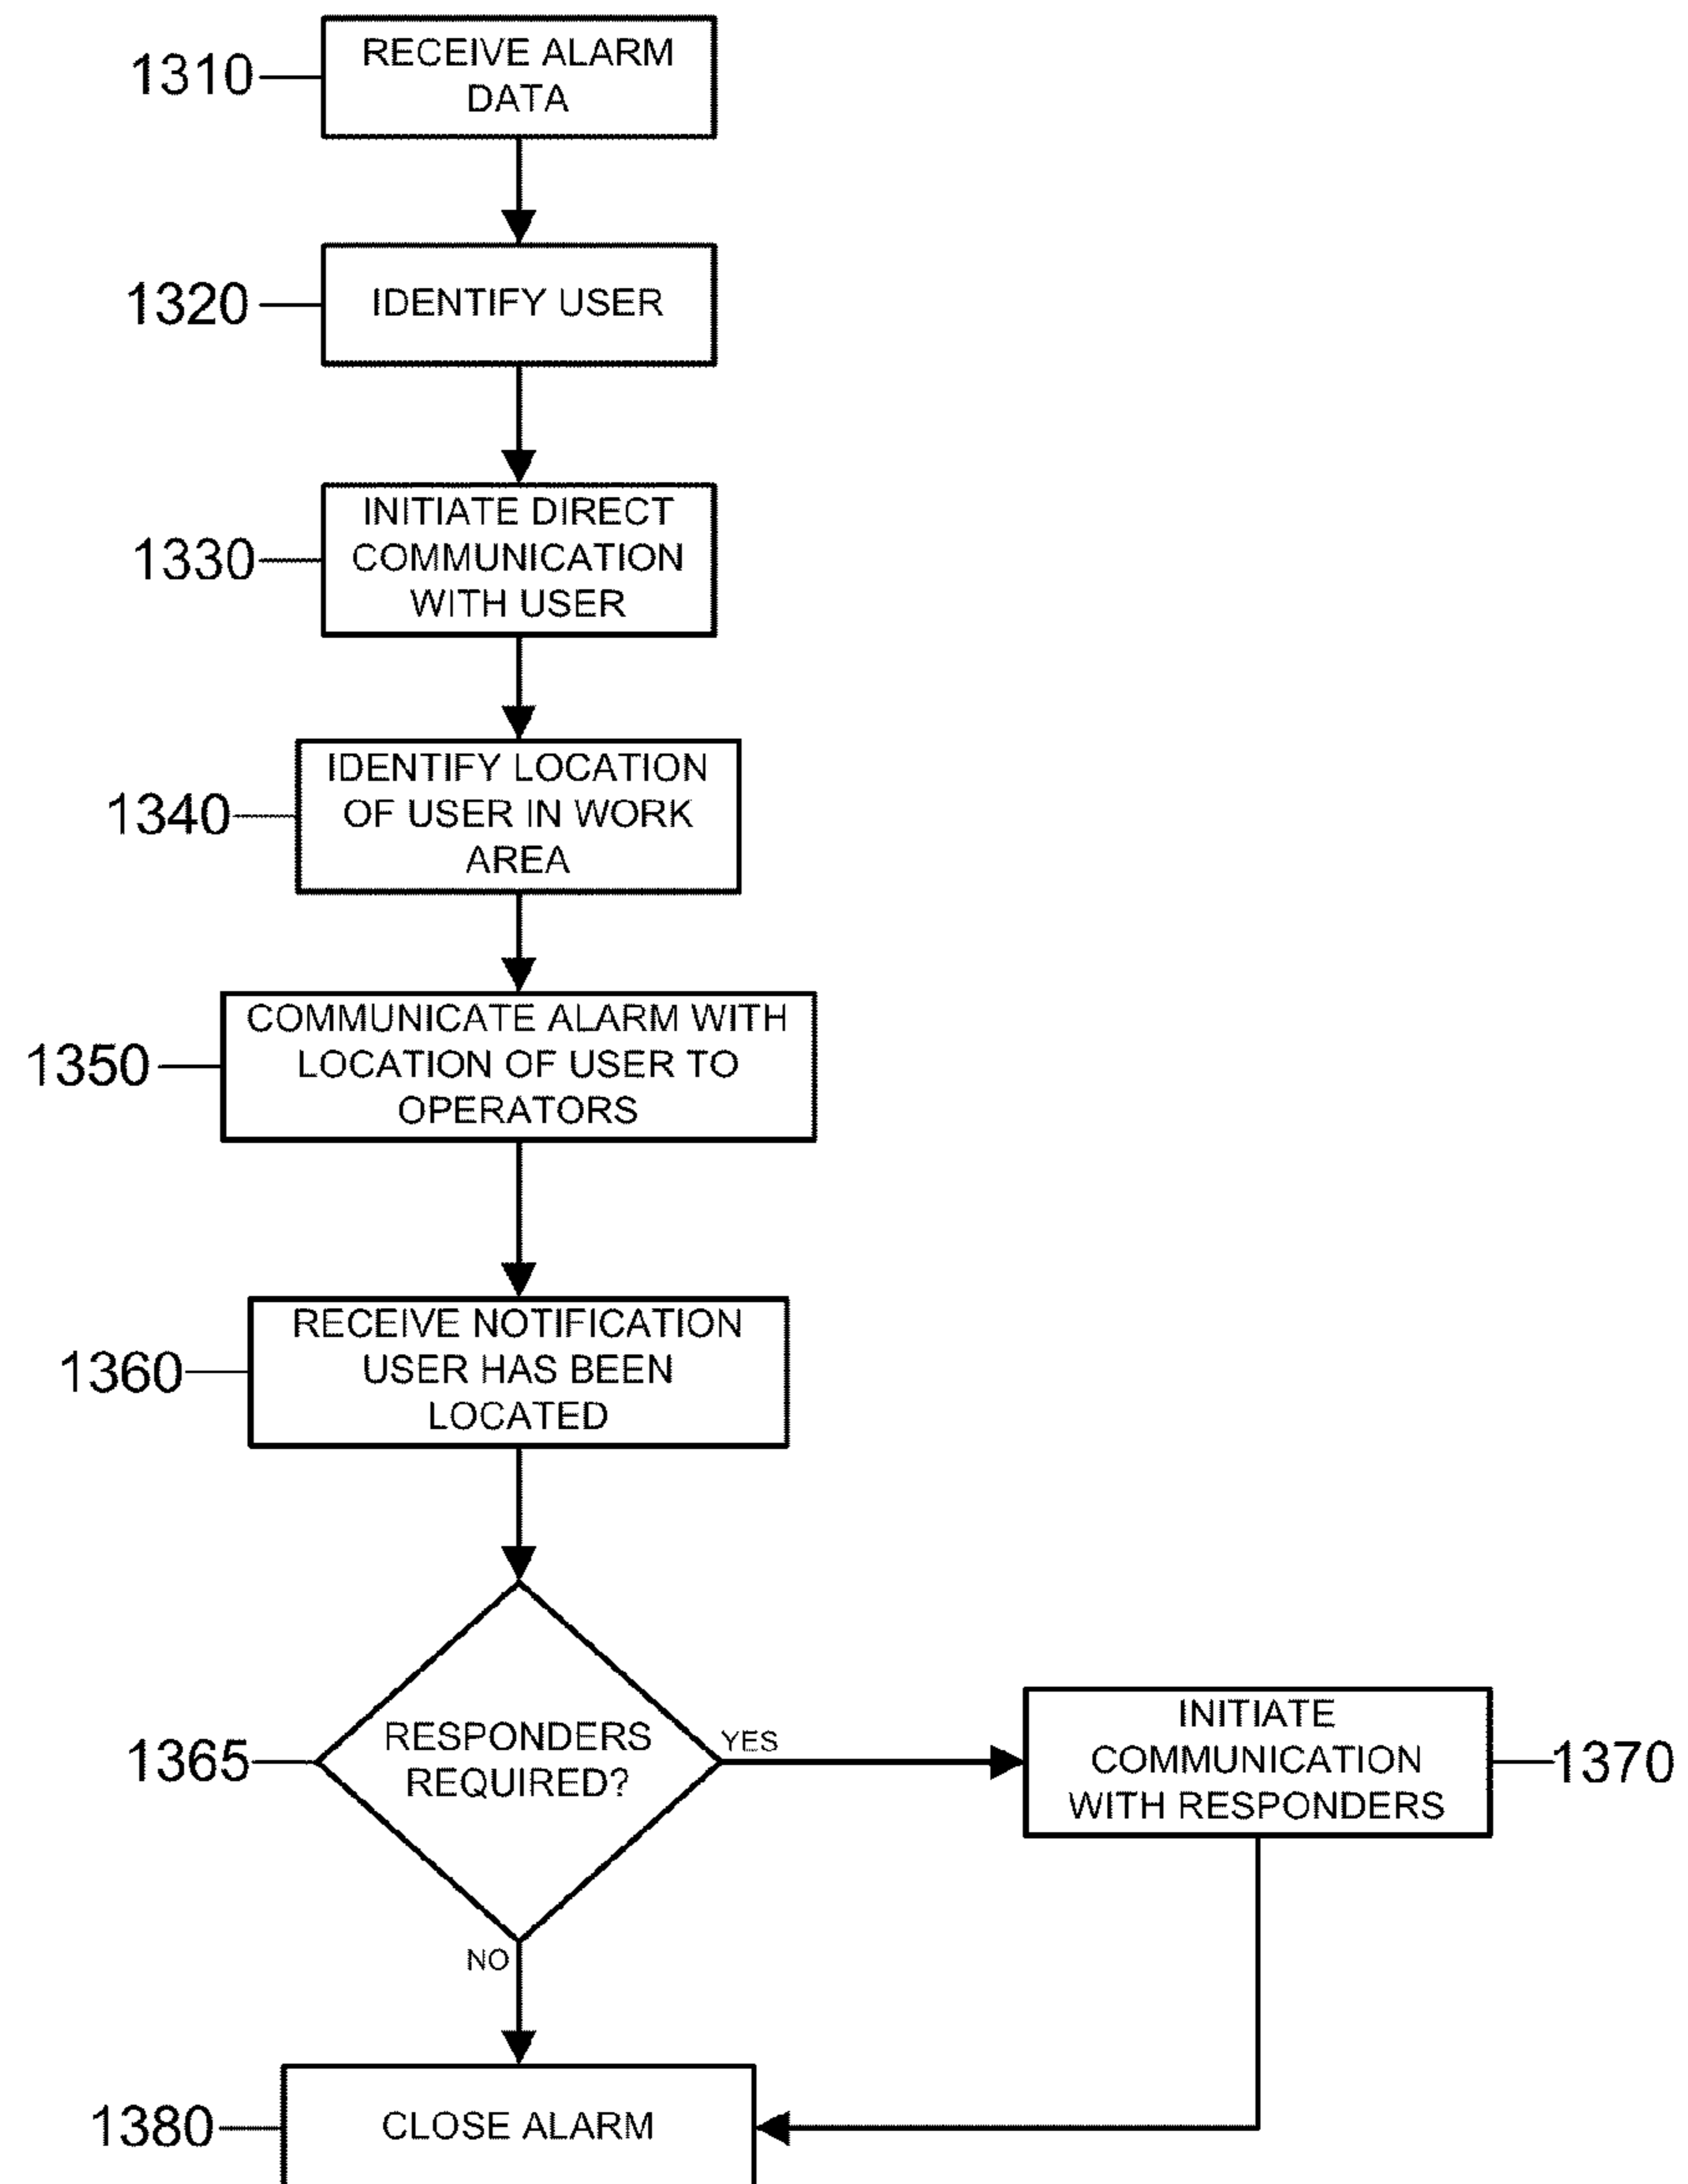 1310
RECEIVE ALARM
DATA
1320
IDENTIFY USER
1330
INITIATE DIRECT
COMMUNICATION
WITH USER
1340
IDENTIFY LOCATION
OF USER IN WORK
AREA
1350
COMMUNICATE ALARM WITH
LOCATION OF USER TO
OPERATORS
1360
RECEIVE NOTIFICATION
USER HAS BEEN
LOCATED
1365
RESPONDERS
REQUIRED?
YES
INITIATE
COMMUNICATION
WITH RESPONDERS
1370
NO
1380
CLOSE ALARM